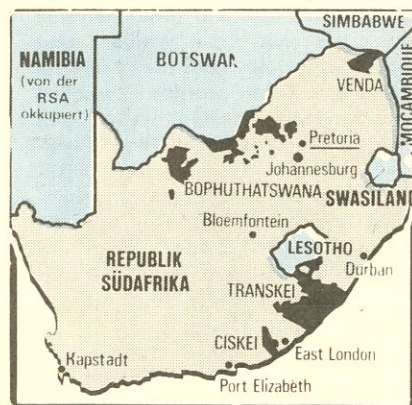 SIMBABWE
NAMIBIA
(von der
RSA
okkupiert)
BOTSWAN
MOÇAMBIQUE
VENDA
Pretoria
Johannesburg
BOPHUTHATSWANA
SWASILAND
Bloemfontein
LESOTHO
REPUBLIK
SÜDAFRIKA
Durban
TRANSKEI
CISKEI
East London
Kapstadt
Port Elizabeth